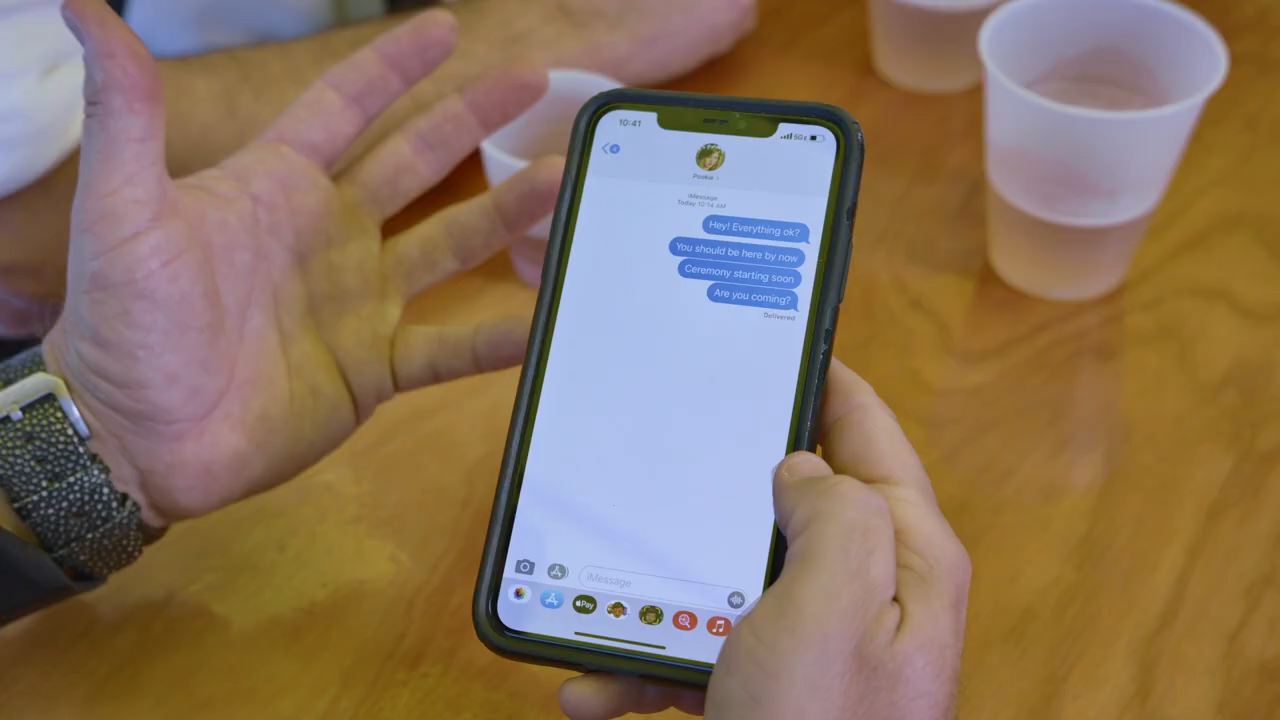 10:41
5G
Pookie
iMessage
Today 10:14 AM
Hey! Everything ok?
You should be here by now
Ceremony starting soon
Are you coming?
Delivered
iMessage
Pay